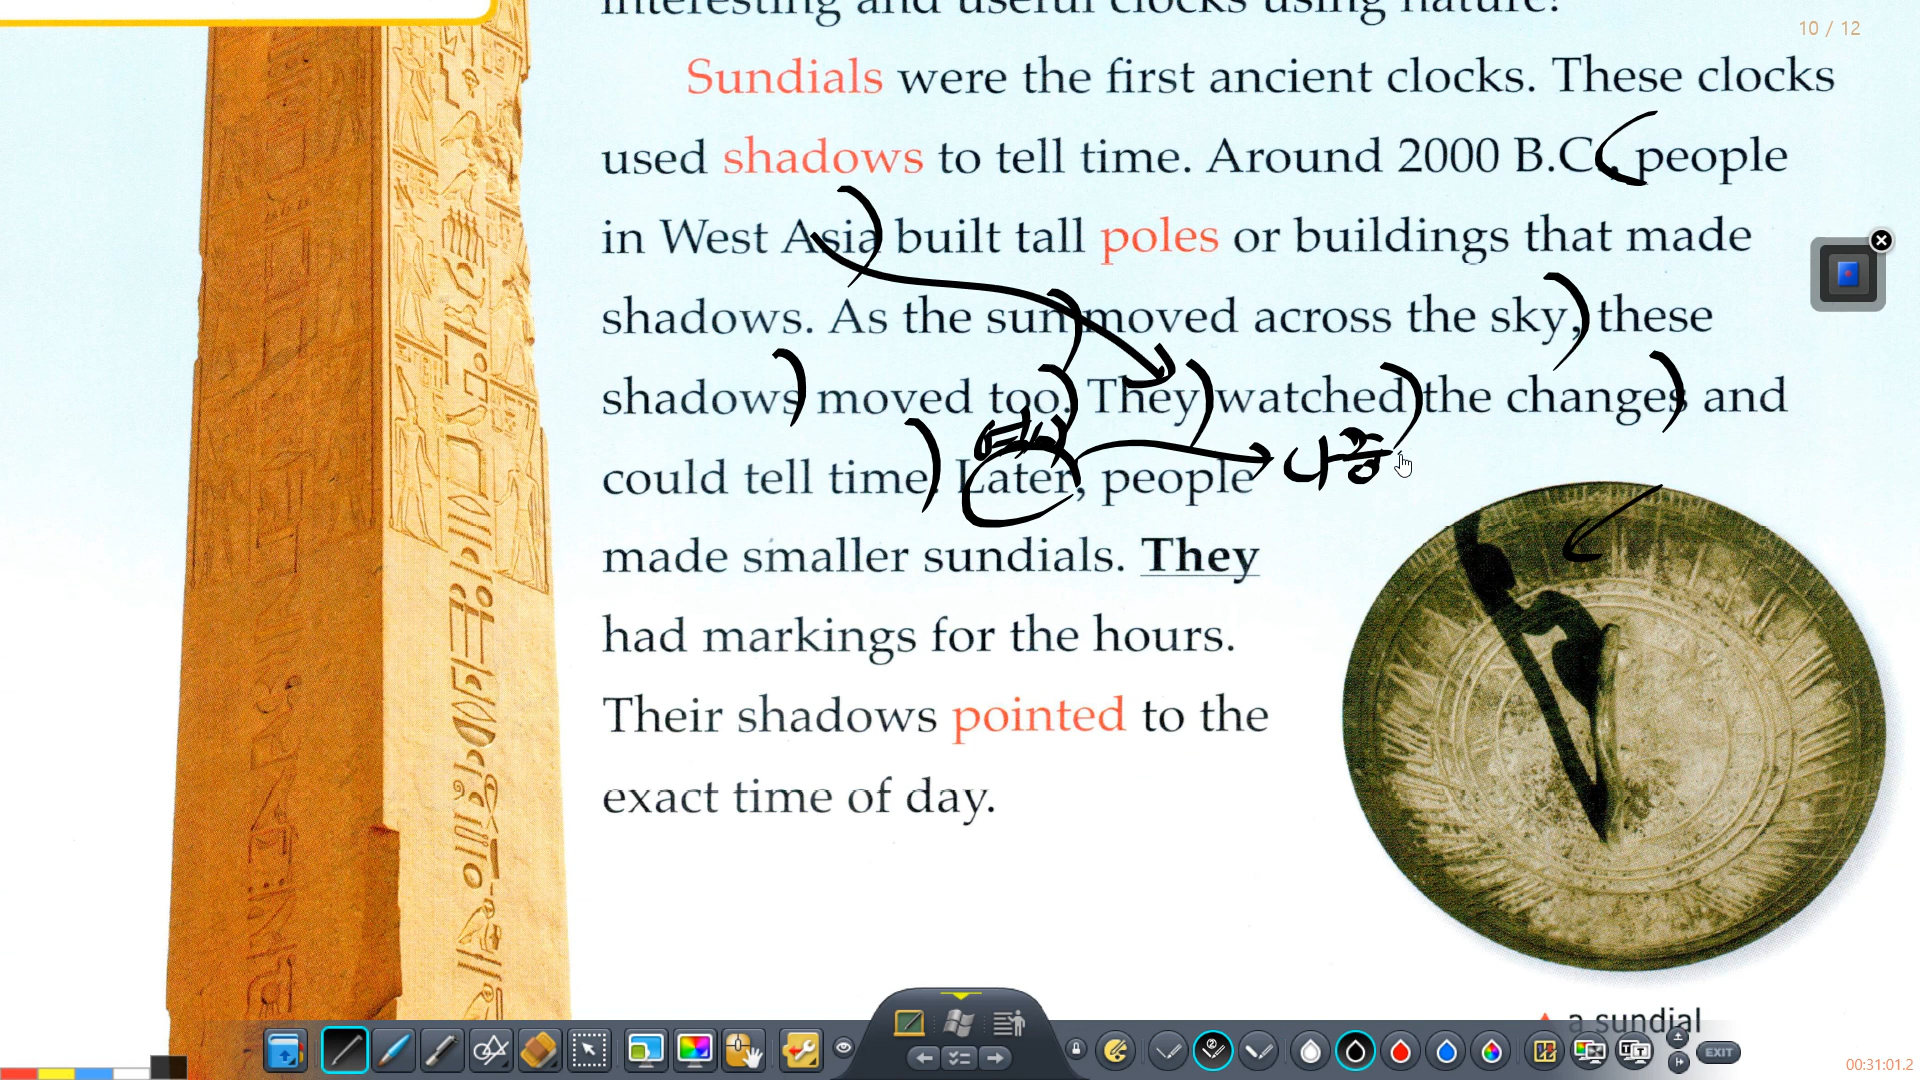 10 / 12
Sundials were the first ancient clocks. These clocks
used shadows to tell time. Around 2000 B.C., people
in West Asia built tall poles or buildings that made
shadows. As the sun moved across the sky, these
shadows moved too. They watched the changes and
could tell time. Later, people
나중
made smaller sundials. They
had markings for the hours.
Their shadows pointed to the
exact time of day.
a sundial
EXIT
00:31:01.2